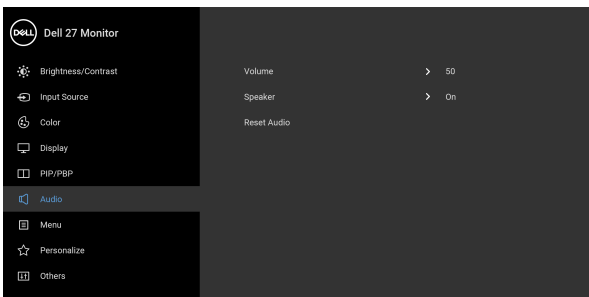 DELL Dell 27 Monitor
Brightness/Contrast
Input Source
Color
Display
PIP/PBP
Audio
Menu
Personalize
Others
Volume > 50
Speaker > On
Reset Audio